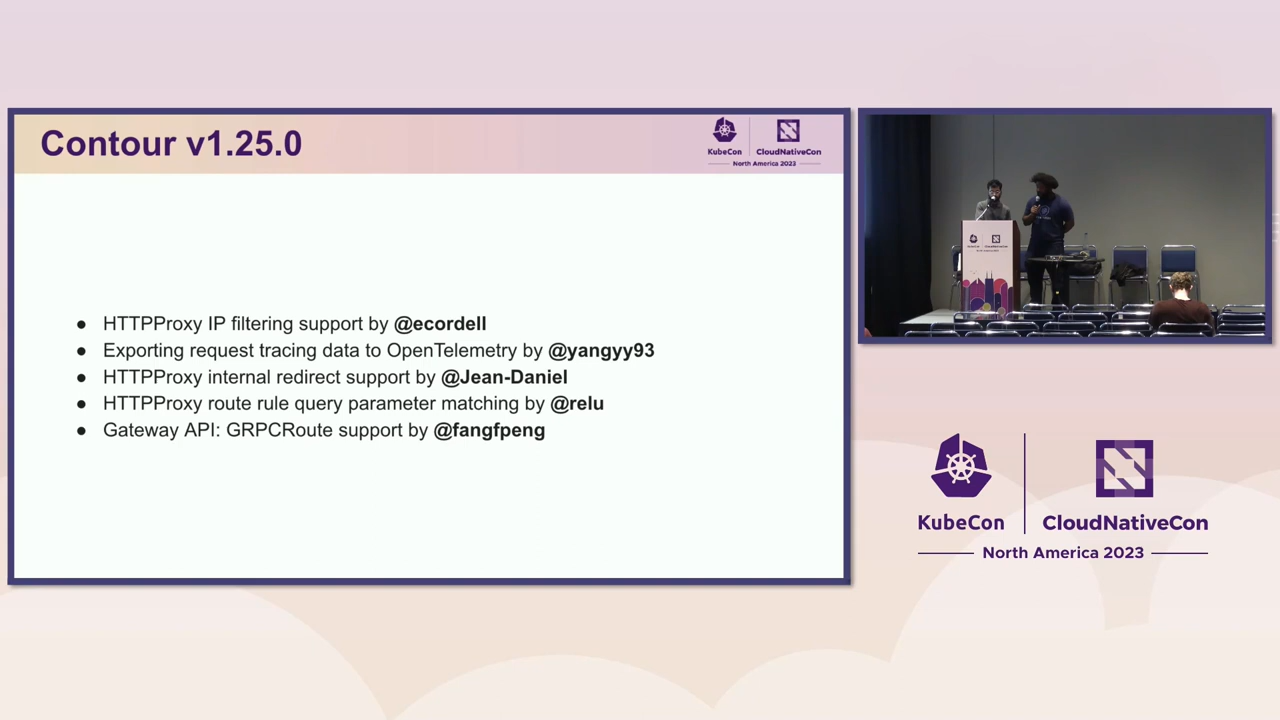 Contour v1.25.0
KubeCon
CloudNativeCon
North America 2023
● HTTPProxy IP filtering support by @ecordell
● Exporting request tracing data to OpenTelemetry by @yangyy93
● HTTPProxy internal redirect support by @Jean-Daniel
● HTTPProxy route rule query parameter matching by @relu
● Gateway API: GRPCRoute support by @fangfpeng
KubeCon
CloudNativeCon
North America 2023